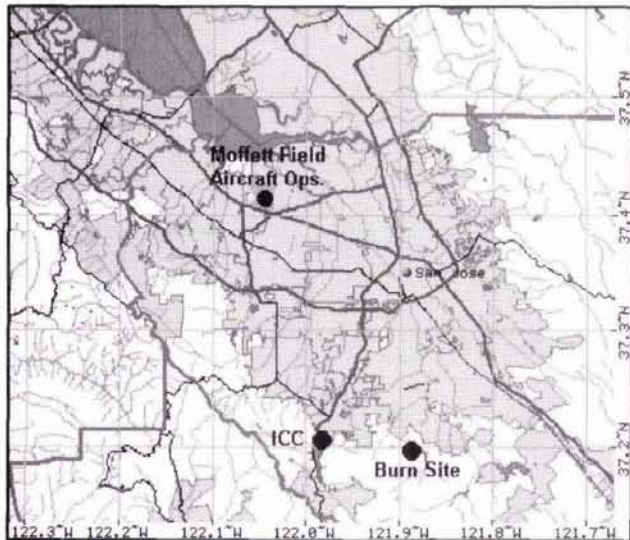 37.5~N
Moffett Field
Aircraft Ops.
37.4~N
San Jose
37.3~N
ICC
Burn Site
37.2~N
122.3~W 122.2~W 122.1~W 122.0~W 121.9~W 121.8~W 121.7~W